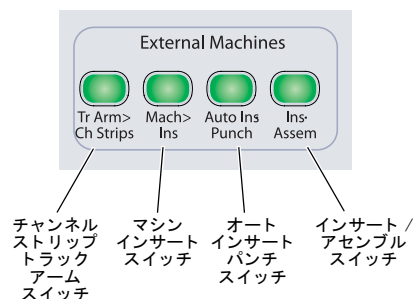 External Machines
Tr Arm>
Ch Strips
Mach>
Ins
Auto Ins
Punch
Ins·
Assem
チャンネル
ストリップ
トラック
アーム
スイッチ
マシン
インサート
スイッチ
オート
インサート
パンチ
スイッチ
インサート /
アセンブル
スイッチ